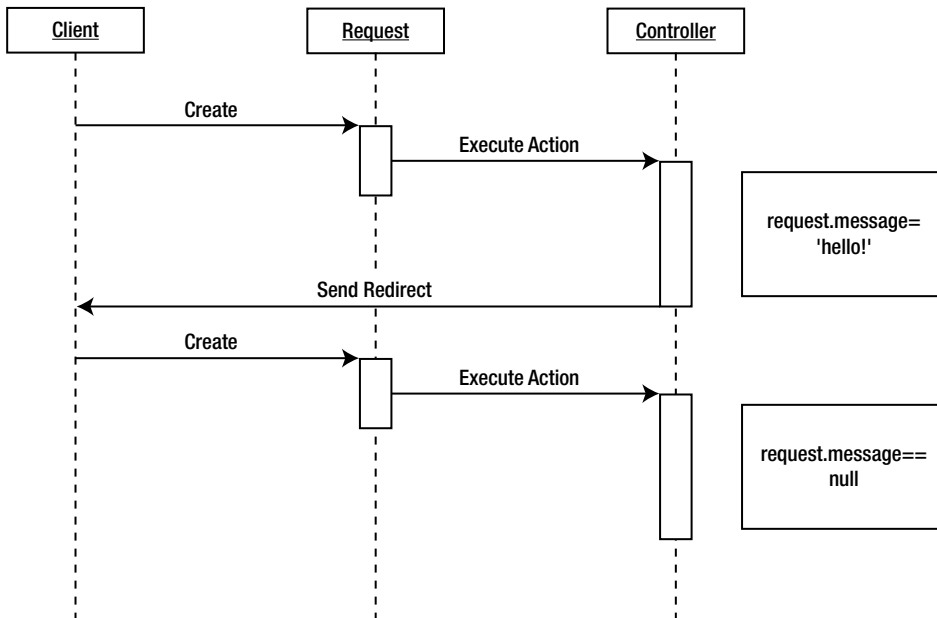 Client
Request
Controller
Create
Execute Action
request.message=
'hello!'
Send Redirect
Create
Execute Action
request.message==
null